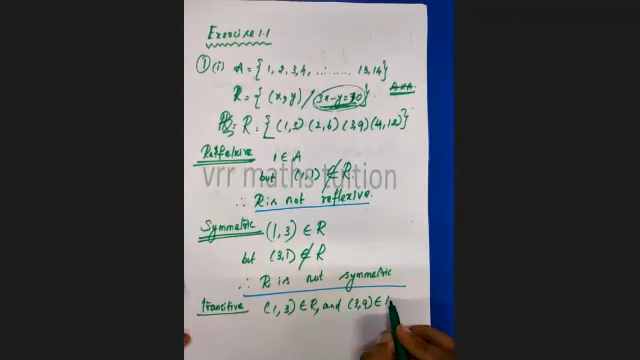 Exercise 1.1
① (i) A = { 1, 2, 3, 4, ......... 13, 14}
R = { (x, y) / 3x-y=0 }
R = { (1,3) (2,6) (3,9) (4,12)}
1 ∈ A
but (1,1) ∉ R.
vrr maths tuition
∴ R is not reflexive.
Symmetric (1,3) ∈ R
but (3,1) ∉ R
∴ R is not symmetric
Transitive (1,3) ∈ R, and (3,9) ∈